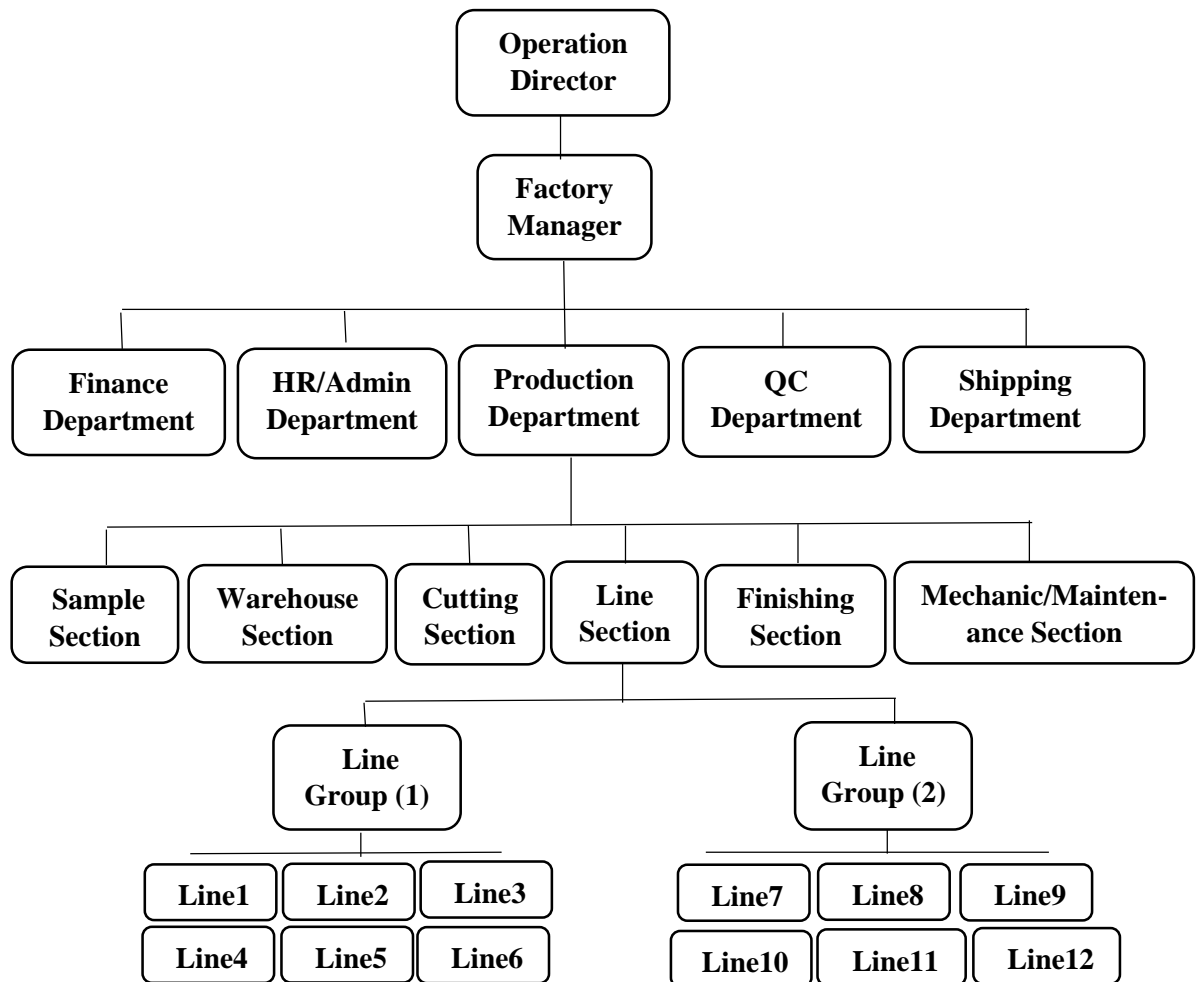 Operation
Director
Factory
Manager
Finance
Department
HR/Admin
Department
Production
Department
QC
Department
Shipping
Department
Sample
Section
Warehouse
Section
Cutting
Section
Line
Section
Finishing
Section
Mechanic/Mainten-
ance Section
Line
Group (1)
Line
Group (2)
Line1
Line2
Line3
Line4
Line5
Line6
Line7
Line8
Line9
Line10
Line11
Line12